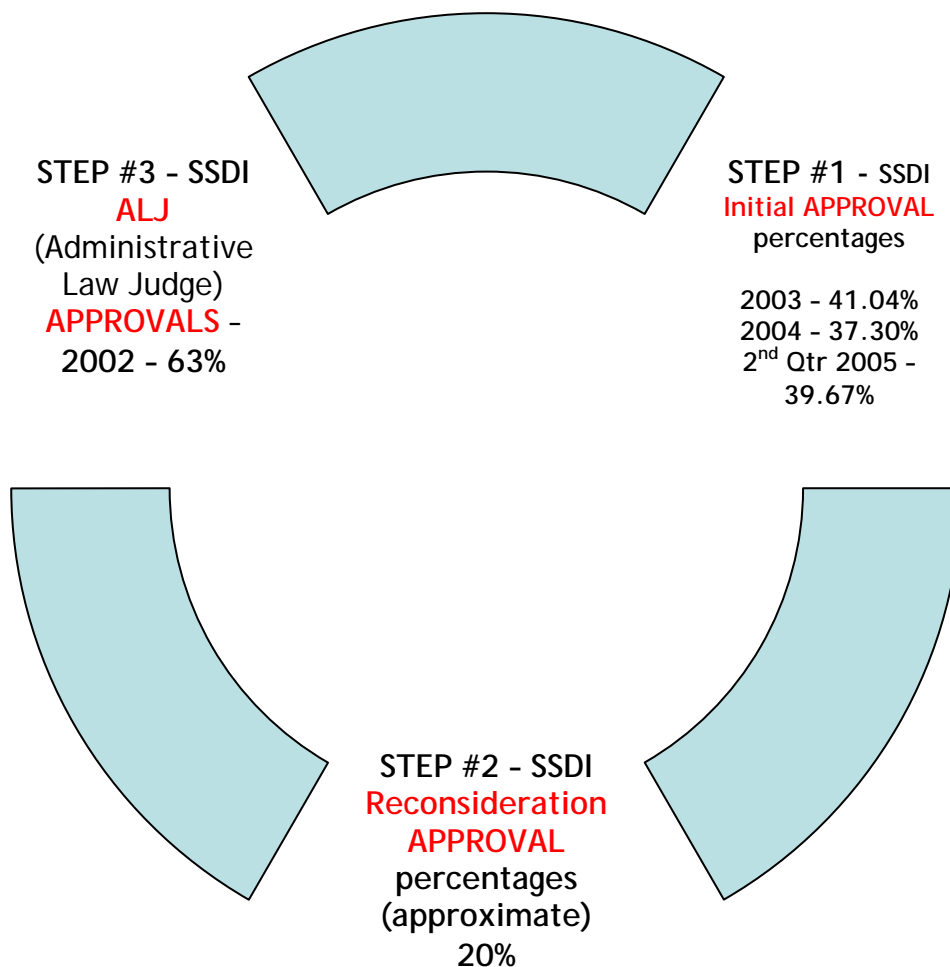 STEP #1 - SSDI
Initial APPROVAL
percentages
2003 - 41.04%
2004 - 37.30%
2nd Qtr 2005 -
39.67%
STEP #2 - SSDI
Reconsideration
APPROVAL
percentages
(approximate)
20%
STEP #3 - SSDI
ALJ
(Administrative
Law Judge)
APPROVALS -
2002 - 63%